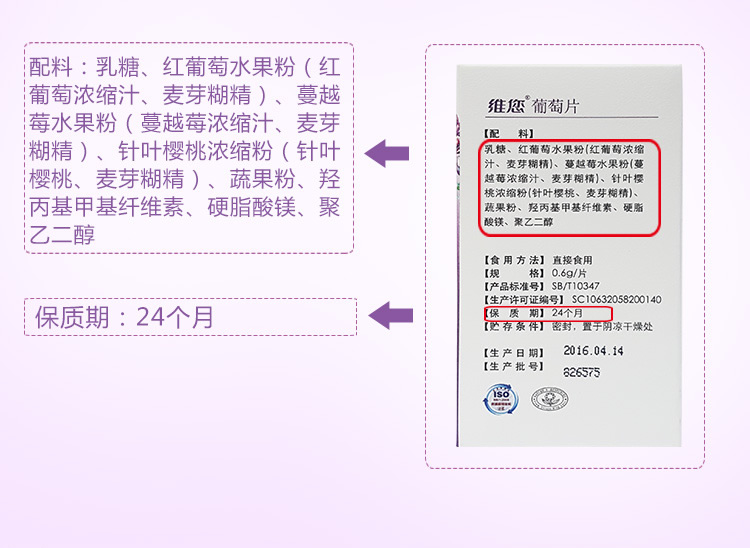 配料：乳糖、红葡萄水果粉（红
葡萄浓缩汁、麦芽糊精）、蔓越
莓水果粉（蔓越莓浓缩汁、麦芽
糊精）、针叶樱桃浓缩粉（针叶
樱桃、麦芽糊精）、蔬果粉、羟
丙基甲基纤维素、硬脂酸镁、聚
乙二醇
保质期：24个月
维您®葡萄片
【配 料】
乳糖、红葡萄水果粉(红葡萄浓缩
汁、麦芽糊精)、蔓越莓水果粉(蔓
越莓浓缩汁、麦芽糊精)、针叶樱
桃浓缩粉(针叶樱桃、麦芽糊精)、
蔬果粉、羟丙基甲基纤维素、硬脂
酸镁、聚乙二醇
【食用方法】直接食用
【规 格】0.6g/片
【产品标准号】SB/T10347
【生产许可证编号】SC10632058200140
【保 质 期】24个月
【贮存条件】密封，置于阴凉干燥处
【生产日期】2016.04.14
【生产批号】826575
ISO